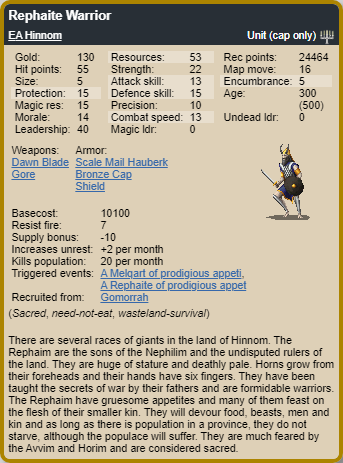 Rephaite Warrior
EA Hinnom Unit (cap only)
Gold: 130 Resources: 53 Rec points: 24464
Hit points: 55 Strength: 22 Map move: 16
Size: 5 Attack skill: 13 Encumbrance: 5
Protection: 15 Defence skill: 15 Age: 300
Magic res: 15 Precision: 10 (500)
Morale: 14 Combat speed: 13 Undead ldr: 0
Leadership: 40 Magic ldr: 0
Weapons: Armor:
Dawn Blade Scale Mail Hauberk
Gore Bronze Cap
Shield
Basecost: 10100
Resist fire: 7
Supply bonus: -10
Increases unrest: +2 per month
Kills population: 20 per month
Triggered events: A Melqart of prodigious appeti,
A Rephaite of prodigious appet
Recruited from: Gomorrah
(Sacred, need-not-eat, wasteland-survival)
There are several races of giants in the land of Hinnom. The
Rephaim are the sons of the Nephilim and the undisputed rulers of
the land. They are huge of stature and deathly pale. Horns grow from
their foreheads and their hands have six fingers. They have been
taught the secrets of war by their fathers and are formidable warriors.
The Rephaim have gruesome appetites and many of them feast on
the flesh of their smaller kin. They will devour food, beasts, men and
kin and as long as there is population in a province, they do not
starve, although the populace will suffer. They are much feared by
the Avvim and Horim and are considered sacred.